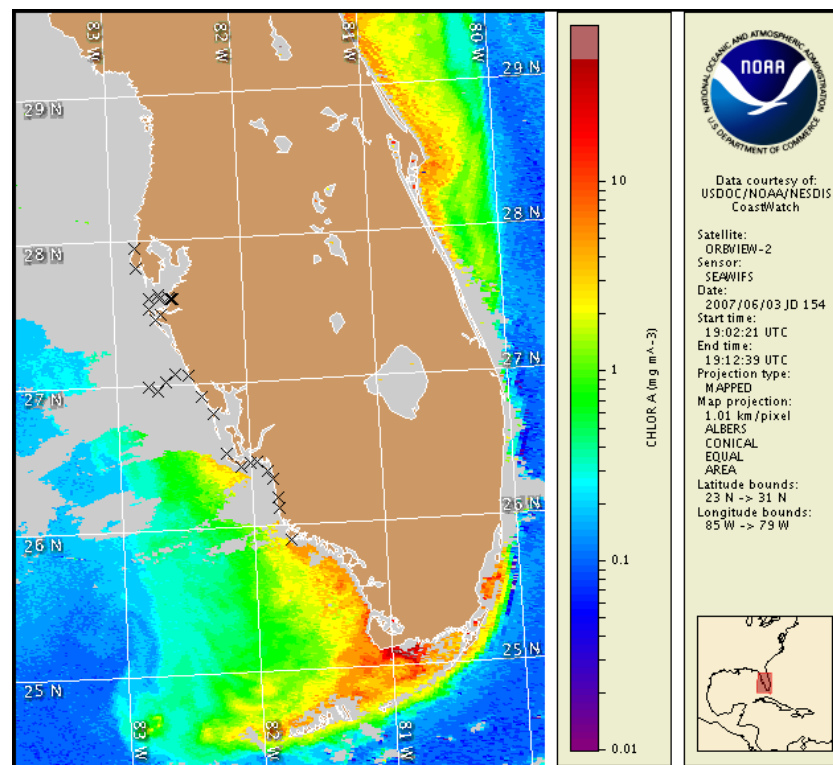 83 W
82 W
81 W
80 W
29 N
29 N
28 N
28 N
27 N
27 N
26 N
26 N
25 N
25 N
83 W
82 W
81 W
10
1
0.1
0.01
CHLOR A (mg m^-3)
NATIONAL OCEANIC AND ATMOSPHERIC ADMINISTRATION
NOAA
U.S. DEPARTMENT OF COMMERCE
Data courtesy of:
USDOC/NOAA/NESDIS
CoastWatch
Satellite:
ORBVIEW-2
Sensor:
SEAWIFS
Date:
2007/06/03 JD 154
Start time:
19:02:21 UTC
End time:
19:12:39 UTC
Projection type:
MAPPED
Map projection:
1.01 km/pixel
ALBERS
CONICAL
EQUAL
AREA
Latitude bounds:
23 N -> 31 N
Longitude bounds:
85 W -> 79 W